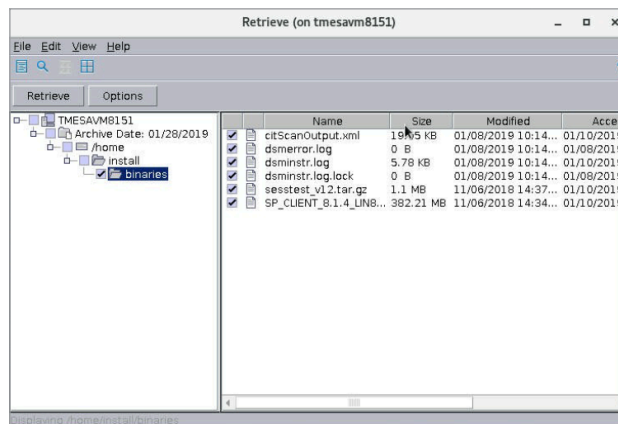 Retrieve (on tmesavm8151)
File Edit View Help
Retrieve Options
TMESAVM8151
Archive Date: 01/28/2019
/home
install
binaries
Name Size Modified Acce
citScanOutput.xml KB 01/08/2019 10:14... 01/10/201
dsmerror.log 0 B 01/08/2019 10:14... 01/08/201
dsminstr.log 5.78 KB 01/08/2019 10:14... 01/10/201
dsminstr.log.lock 0 B 01/08/2019 10:14... 01/08/201
sesstest_v12.tar.gz 1.1 MB 11/06/2018 14:37... 01/10/201
SP_CLIENT_8.1.4_LIN8... 382.21 MB 11/06/2018 14:34... 01/10/201
Displaying /home/install/binaries